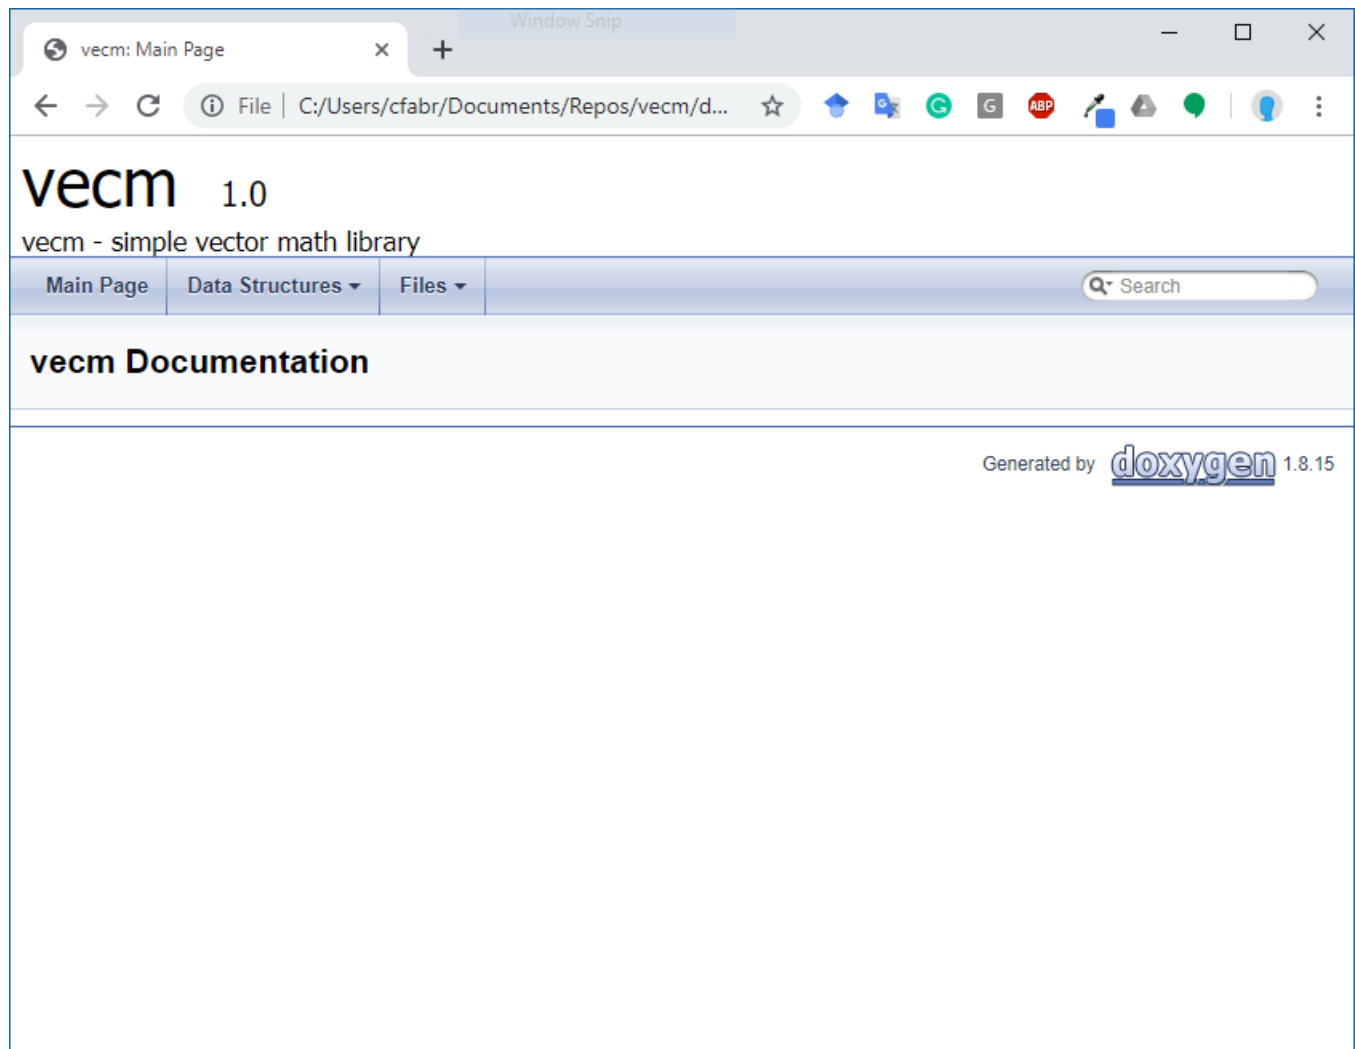 Window Snip
vecm: Main Page
File C:/Users/cfabr/Documents/Repos/vecm/d...
G
G
G
ABP
vecm 1.0
vecm - simple vector math library
Main Page Data Structures Files Search
vecm Documentation
Generated by doxygen 1.8.15